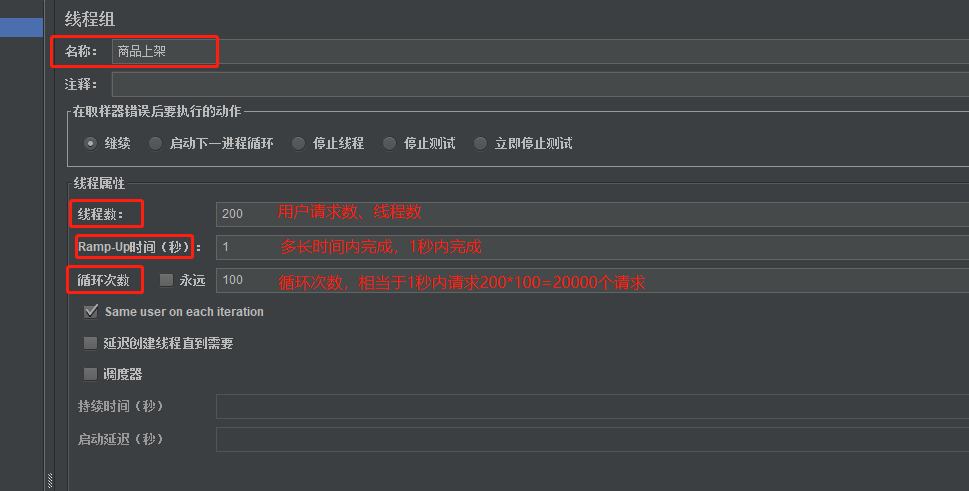 线程组
名称： 商品上架
注释：
在取样器错误后要执行的动作
继续 启动下一进程循环 停止线程 停止测试 立即停止测试
线程属性
线程数： 200 用户请求数、线程数
Ramp-Up时间（秒）： 1 多长时间内完成，1秒内完成
循环次数 永远 100 循环次数，相当于1秒内请求200*100=20000个请求
Same user on each iteration
延迟创建线程直到需要
调度器
持续时间（秒）
启动延迟（秒）